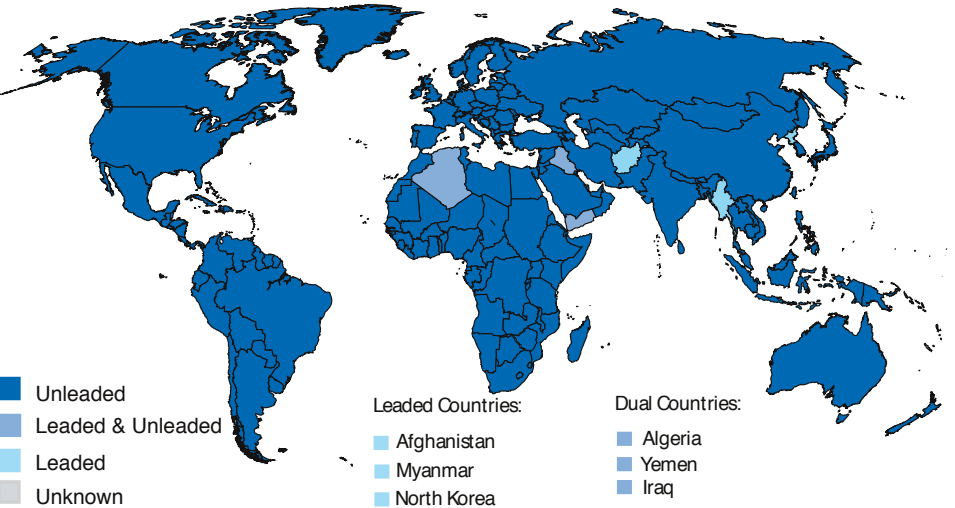 Unleaded
Leaded & Unleaded
Leaded
Unknown
Leaded Countries:
Afghanistan
Myanmar
North Korea
Dual Countries:
Algeria
Yemen
Iraq